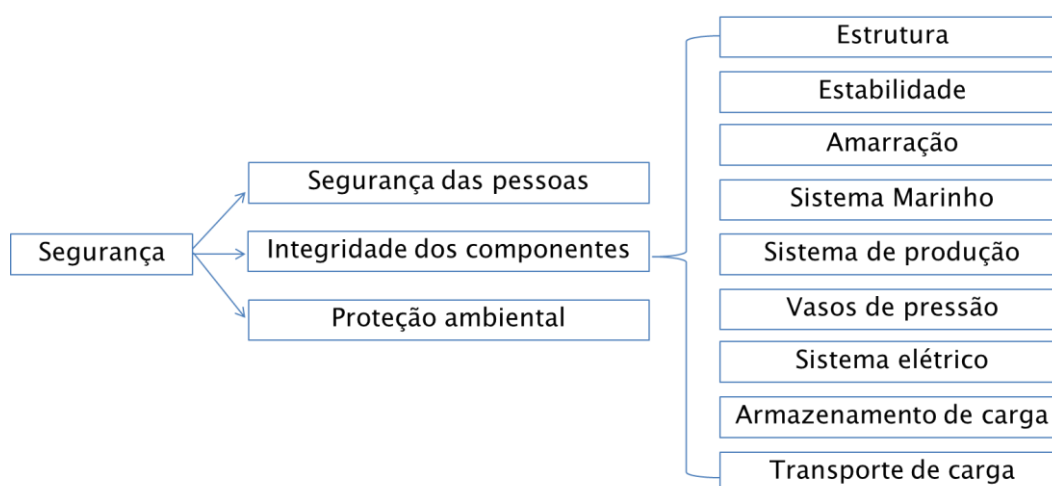 Segurança
Segurança das pessoas
Integridade dos componentes
Proteção ambiental
Estrutura
Estabilidade
Amarração
Sistema Marinho
Sistema de produção
Vasos de pressão
Sistema elétrico
Armazenamento de carga
Transporte de carga